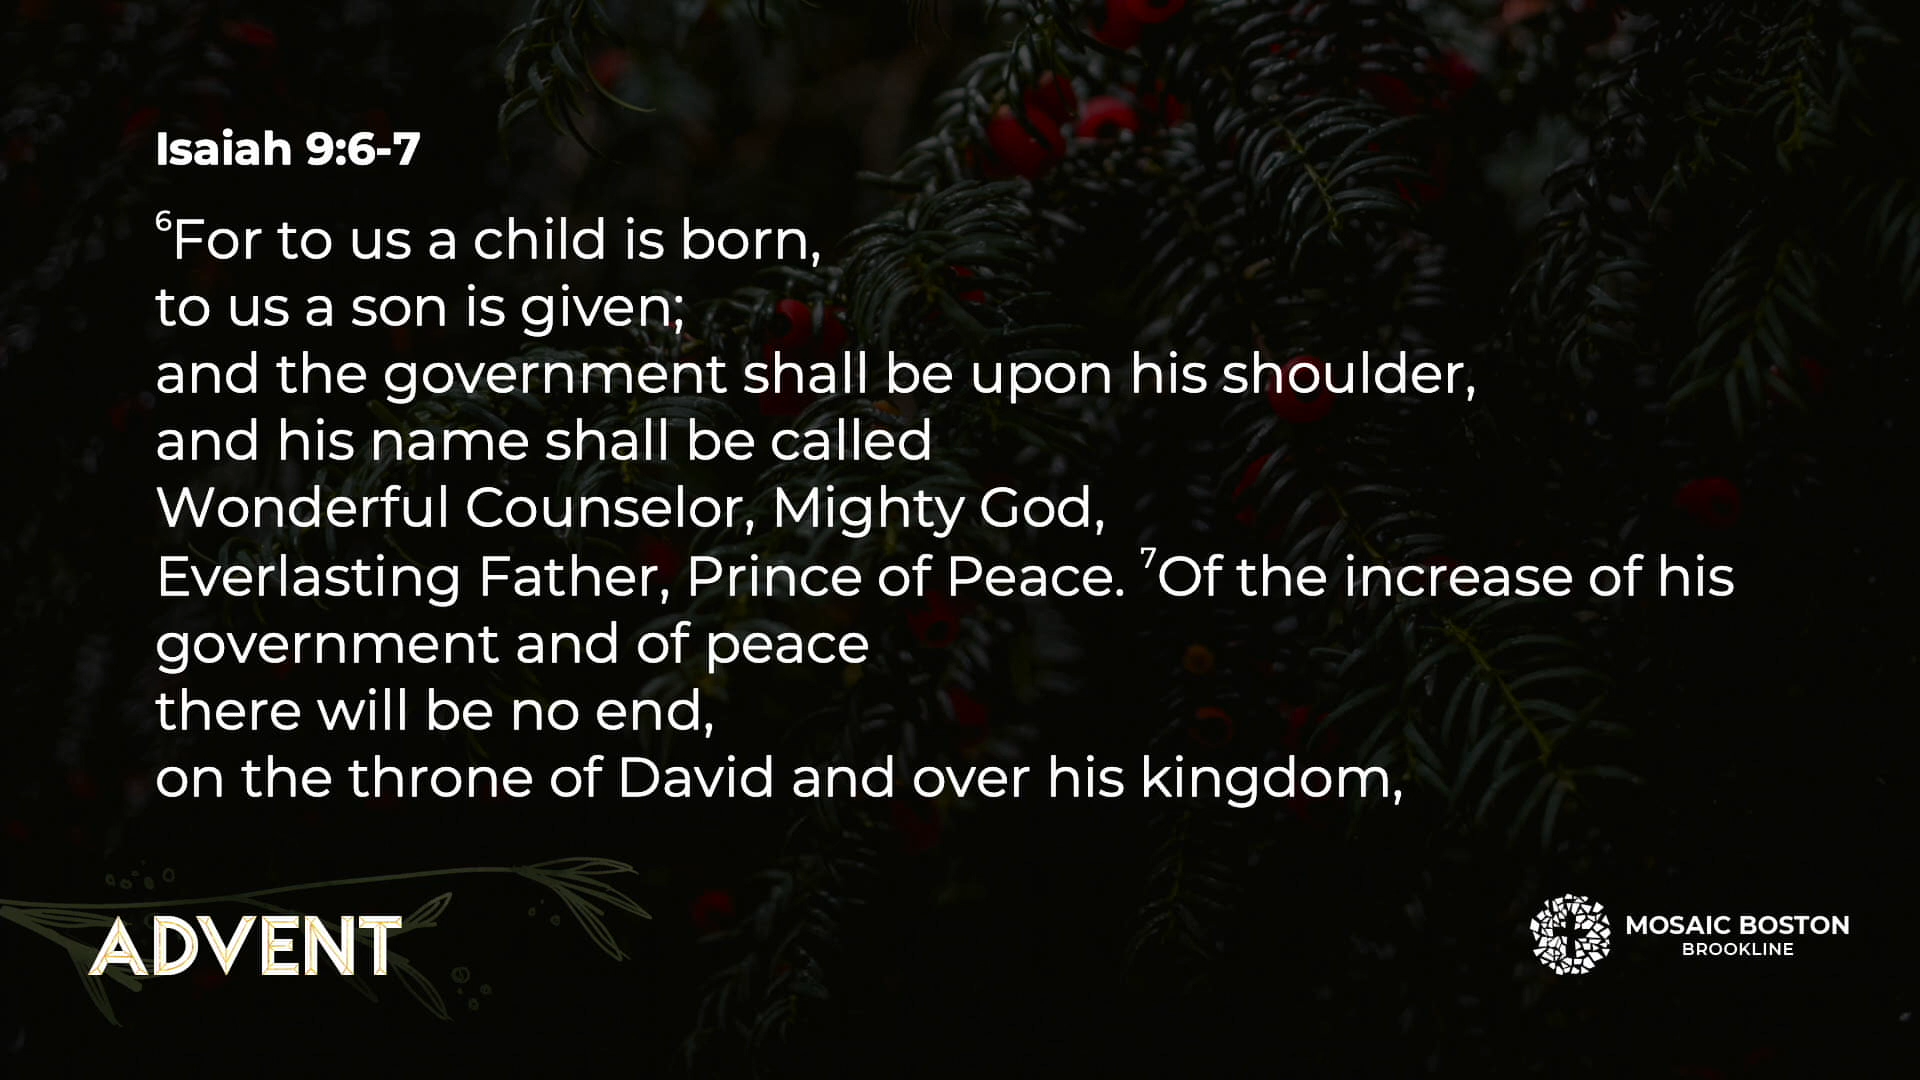 Isaiah 9:6-7
⁶For to us a child is born,
to us a son is given;
and the government shall be upon his shoulder,
and his name shall be called
Wonderful Counselor, Mighty God,
Everlasting Father, Prince of Peace. ⁷Of the increase of his
government and of peace
there will be no end,
on the throne of David and over his kingdom,
ADVENT
MOSAIC BOSTON
BROOKLINE